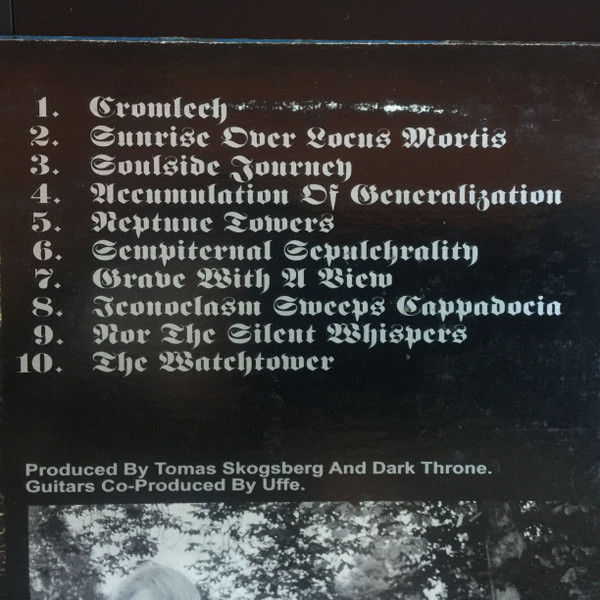 1. Cromlech
2. Sunrise Over Locus Mortis
3. Soulside Journey
4. Accumulation Of Generalization
5. Neptune Towers
6. Sempiternal Sepulchrality
7. Grave With A View
8. Iconoclasm Sweeps Cappadocia
9. Nor The Silent Whispers
10. The Watchtower
Produced By Tomas Skogsberg And Dark Throne.
Guitars Co-Produced By Uffe.